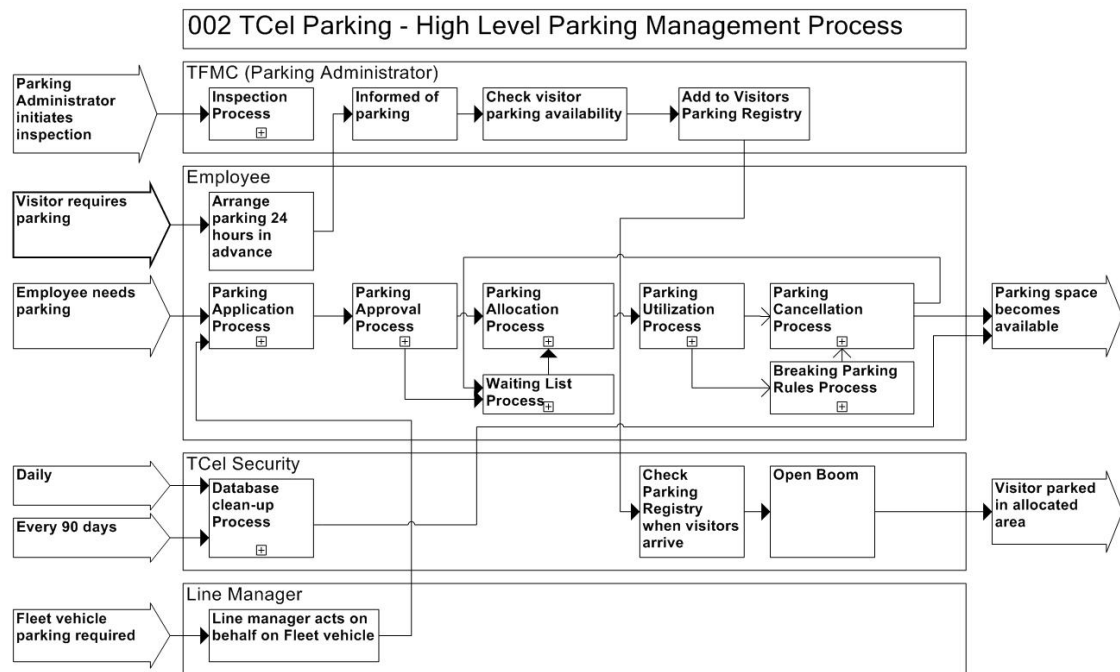 002 TCel Parking - High Level Parking Management Process
TFMC (Parking Administrator)
Parking
Administrator
initiates
inspection
Inspection
Process
Informed of
parking
Check visitor
parking availability
Add to Visitors
Parking Registry
Employee
Visitor requires
parking
Arrange
parking 24
hours in
advance
Employee needs
parking
Parking
Application
Process
Parking
Approval
Process
Parking
Allocation
Process
Parking
Utilization
Process
Parking
Cancellation
Process
Parking space
becomes
available
Waiting List
Process
Breaking Parking
Rules Process
TCel Security
Daily
Every 90 days
Database
clean-up
Process
Check
Parking
Registry
when visitors
arrive
Open Boom
Visitor parked
in allocated
area
Line Manager
Fleet vehicle
parking required
Line manager acts on
behalf on Fleet vehicle